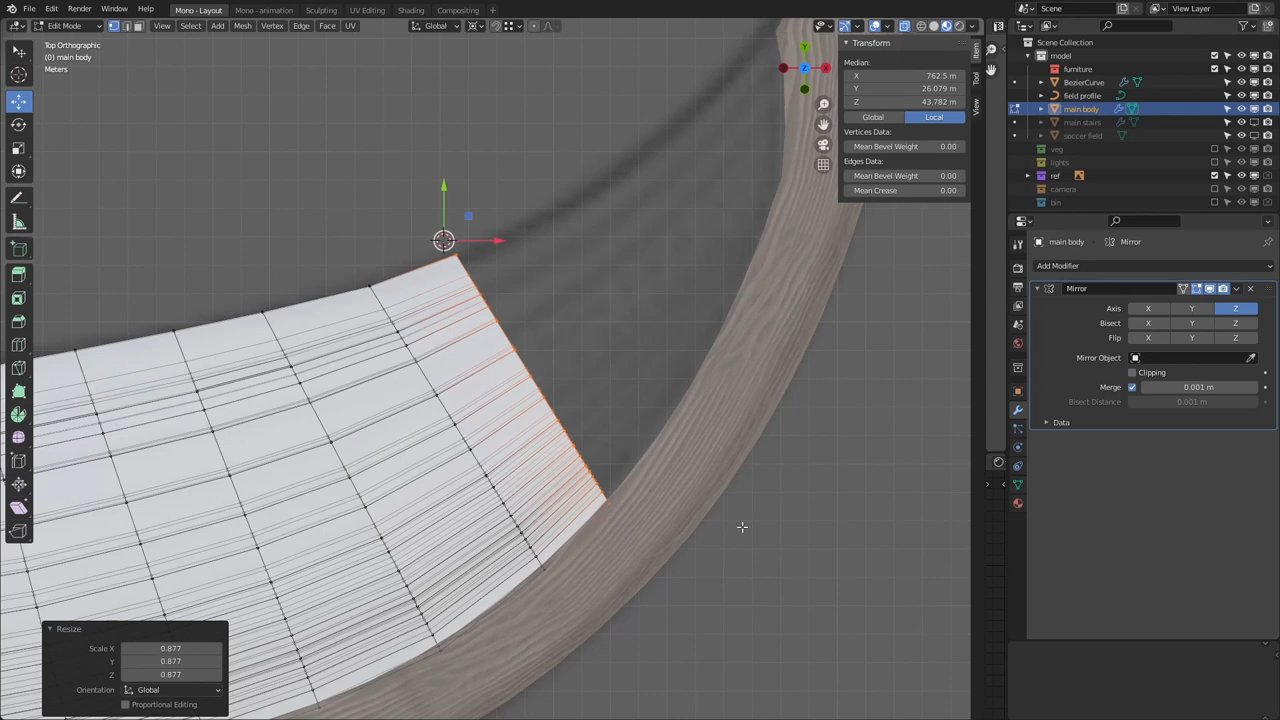 File Edit Render Window Help
Mono - Layout Mono - animation Sculpting UV Editing Shading Compositing
Scene
ViewLayer
Edit Mode View Select Add Mesh Vertex Edge Face UV
Global
Top Orthographic
(0) main body
Meters
Transform
Median:
X 762.5 m
Y 26.079 m
Z 43.782 m
Global Local
Vertices Data:
Mean Bevel Weight 0.00
Edges Data:
Mean Bevel Weight 0.00
Mean Crease 0.00
Item
Tool
View
Y
X
Z
Scene Collection
model
furniture
BezierCurve
field profile
main body
main stairs
soccer field
veg
lights
ref
camera
bin
main body Mirror
Add Modifier
Mirror
Axis X Y Z
Bisect X Y Z
Flip X Y Z
Mirror Object
Clipping
Merge 0.001 m
Bisect Distance 0.001 m
Data
Resize
Scale X 0.877
Y 0.877
Z 0.877
Orientation Global
Proportional Editing